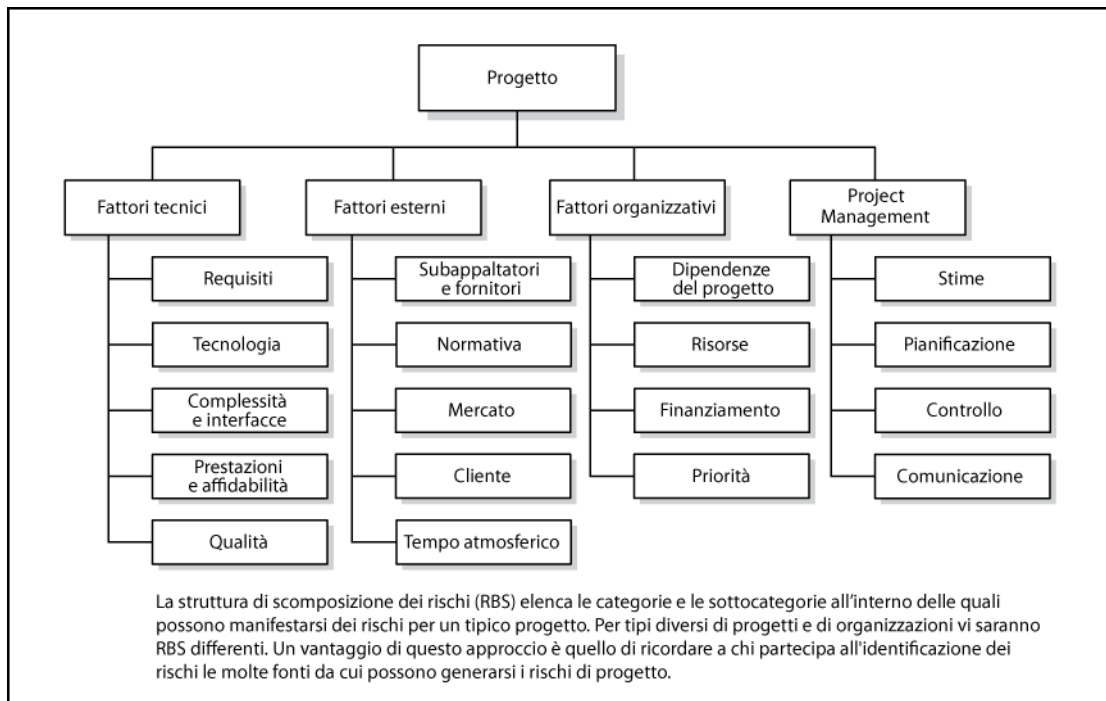 Progetto
Fattori tecnici
Fattori esterni
Fattori organizzativi
Project
Management
Requisiti
Subappaltatori
e fornitori
Dipendenze
del progetto
Stime
Tecnologia
Normativa
Risorse
Pianificazione
Complessità
e interfacce
Mercato
Finanziamento
Controllo
Prestazioni
e affidabilità
Cliente
Priorità
Comunicazione
Qualità
Tempo atmosferico
La struttura di scomposizione dei rischi (RBS) elenca le categorie e le sottocategorie all'interno delle quali
possono manifestarsi dei rischi per un tipico progetto. Per tipi diversi di progetti e di organizzazioni vi saranno
RBS differenti. Un vantaggio di questo approccio è quello di ricordare a chi partecipa all'identificazione dei
rischi le molte fonti da cui possono generarsi i rischi di progetto.